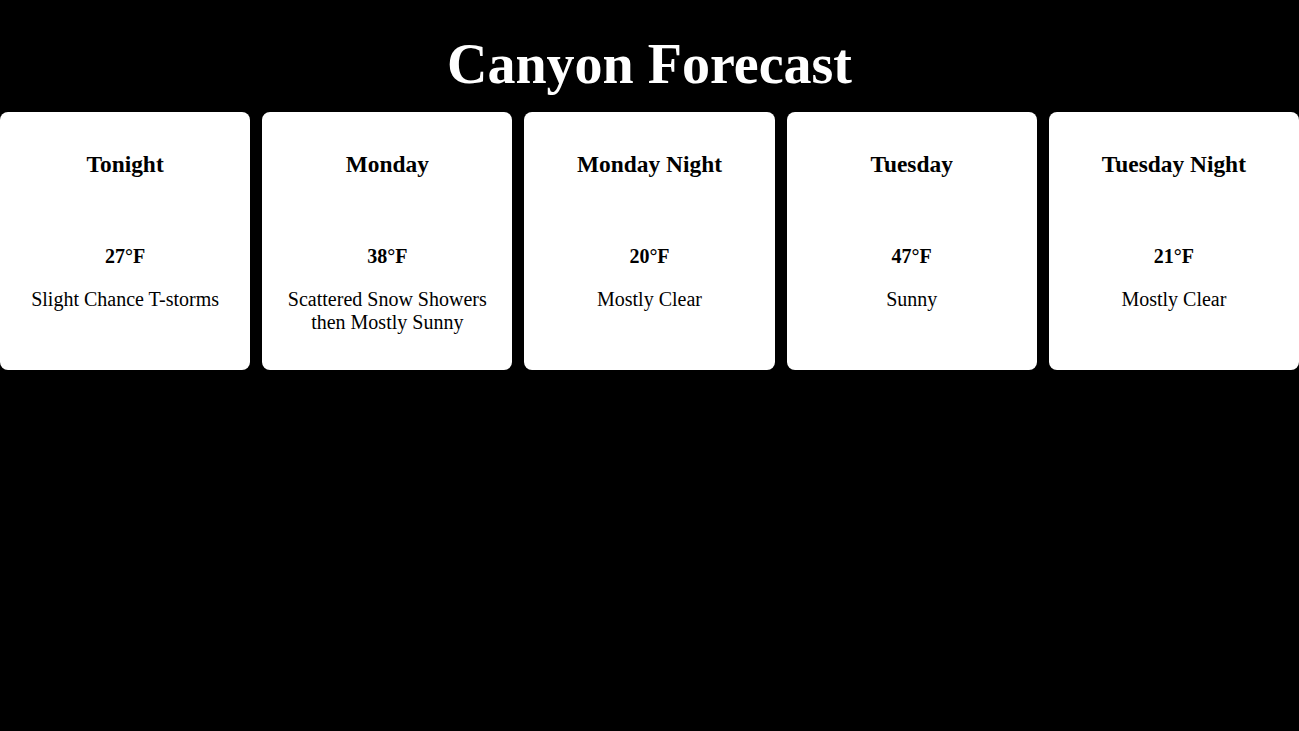 Canyon Forecast
Tonight
27°F
Slight Chance T-storms
Monday
38°F
Scattered Snow Showers
then Mostly Sunny
Monday Night
20°F
Mostly Clear
Tuesday
47°F
Sunny
Tuesday Night
21°F
Mostly Clear